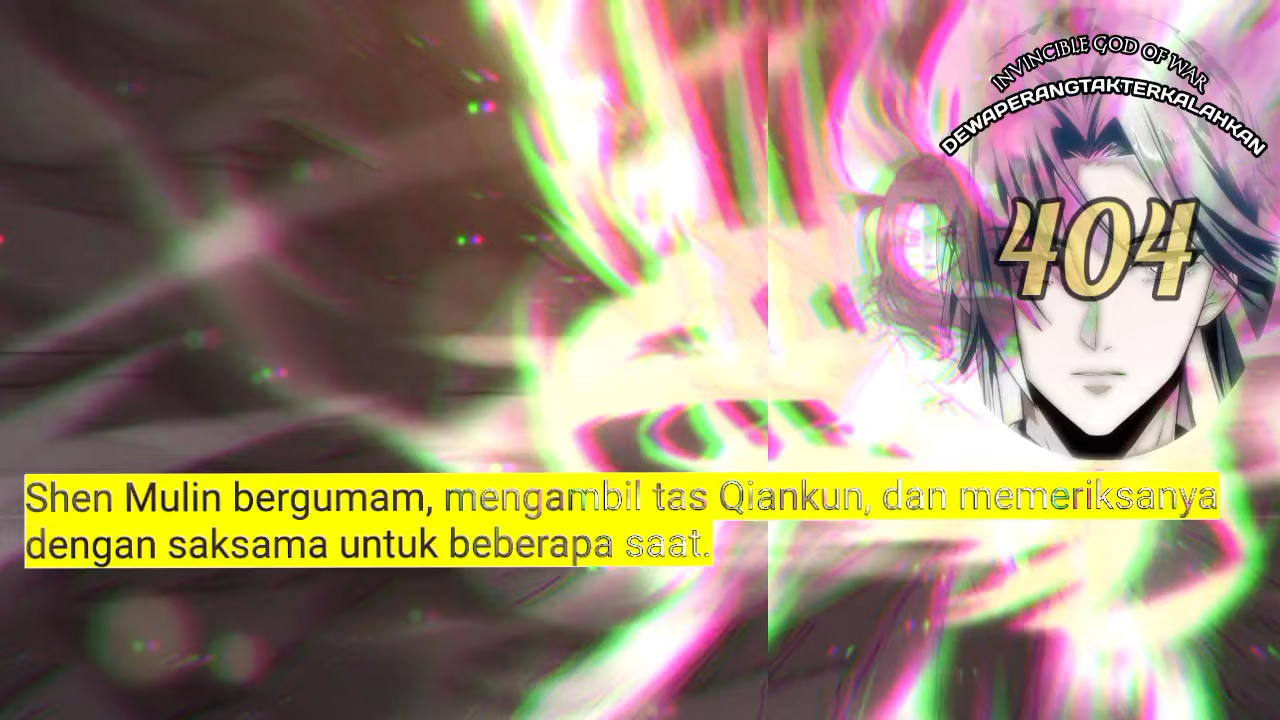 INVINCIBLE GOD OF WAR
DEWAPERANGTAKTERKALAHKAN
404
Shen Mulin bergumam, mengambil tas Qiankun, dan memeriksanya
dengan saksama untuk beberapa saat.